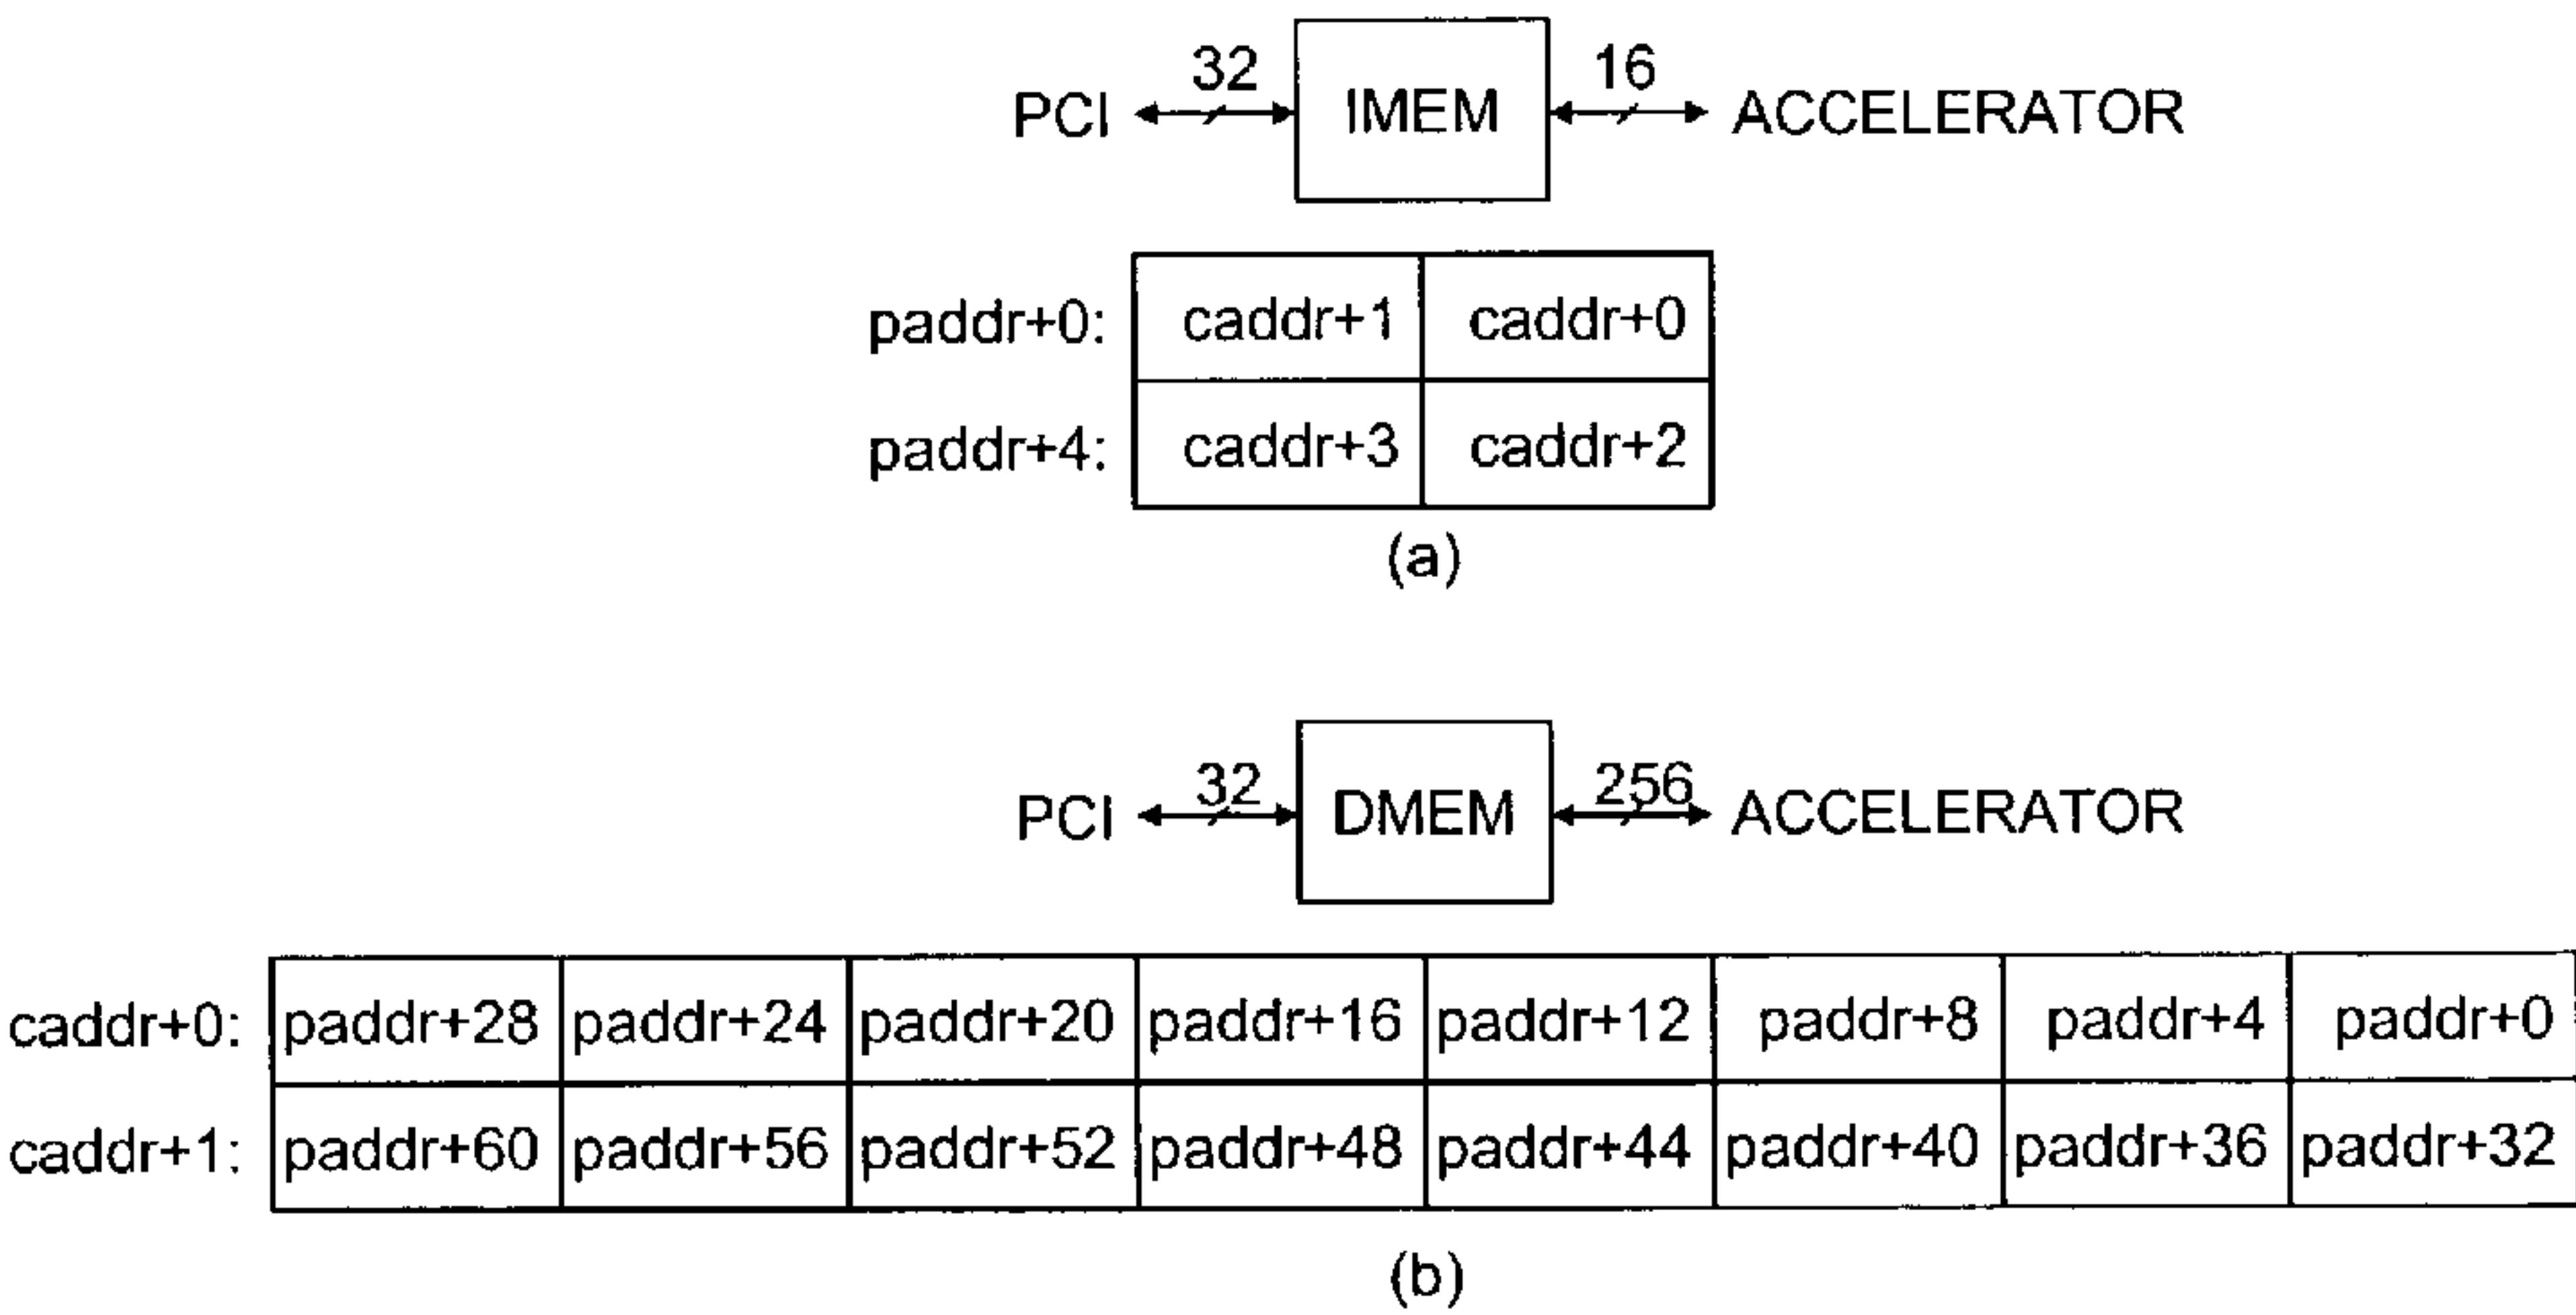 32 16
PCI IMEM ACCELERATOR
paddr+0: caddr+1 caddr+0
paddr+4: caddr+3 caddr+2
(a)
32 256
PCI DMEM ACCELERATOR
caddr+0: paddr+28 paddr+24 paddr+20 paddr+16 paddr+12 paddr+8 paddr+4 paddr+0
caddr+1: paddr+60 paddr+56 paddr+52 paddr+48 paddr+44 paddr+40 paddr+36 paddr+32
(b)